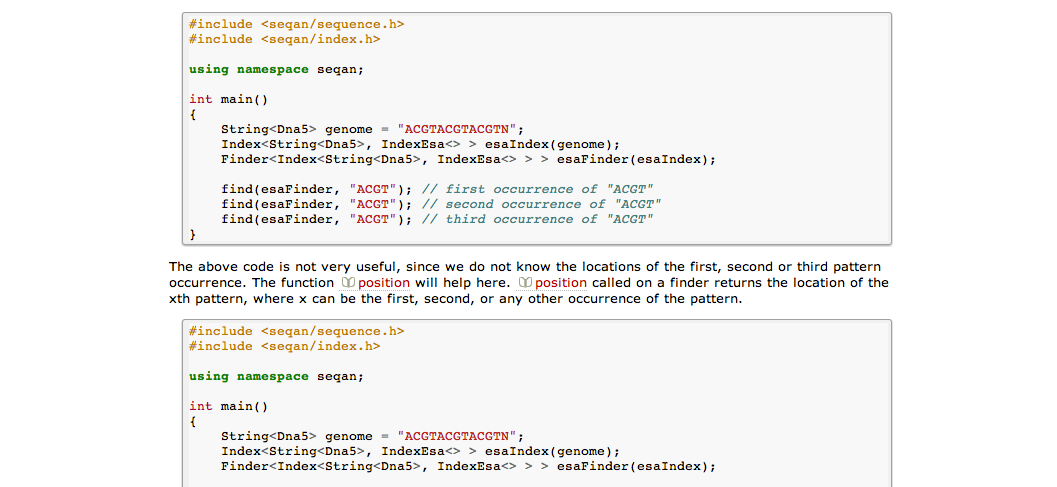 #include <seqan/sequence.h>
#include <seqan/index.h>
using namespace seqan;
int main()
{
String<Dna5> genome = "ACGTACGTACGTN";
Index<String<Dna5>, IndexEsa<> > esaIndex(genome);
Finder<Index<String<Dna5>, IndexEsa<> > > esaFinder(esaIndex);
find(esaFinder, "ACGT"); // first occurrence of "ACGT"
find(esaFinder, "ACGT"); // second occurrence of "ACGT"
find(esaFinder, "ACGT"); // third occurrence of "ACGT"
}
The above code is not very useful, since we do not know the locations of the first, second or third pattern
occurrence. The function position will help here. position called on a finder returns the location of the
xth pattern, where x can be the first, second, or any other occurrence of the pattern.
#include <seqan/sequence.h>
#include <seqan/index.h>
using namespace seqan;
int main()
{
String<Dna5> genome = "ACGTACGTACGTN";
Index<String<Dna5>, IndexEsa<> > esaIndex(genome);
Finder<Index<String<Dna5>, IndexEsa<> > > esaFinder(esaIndex);